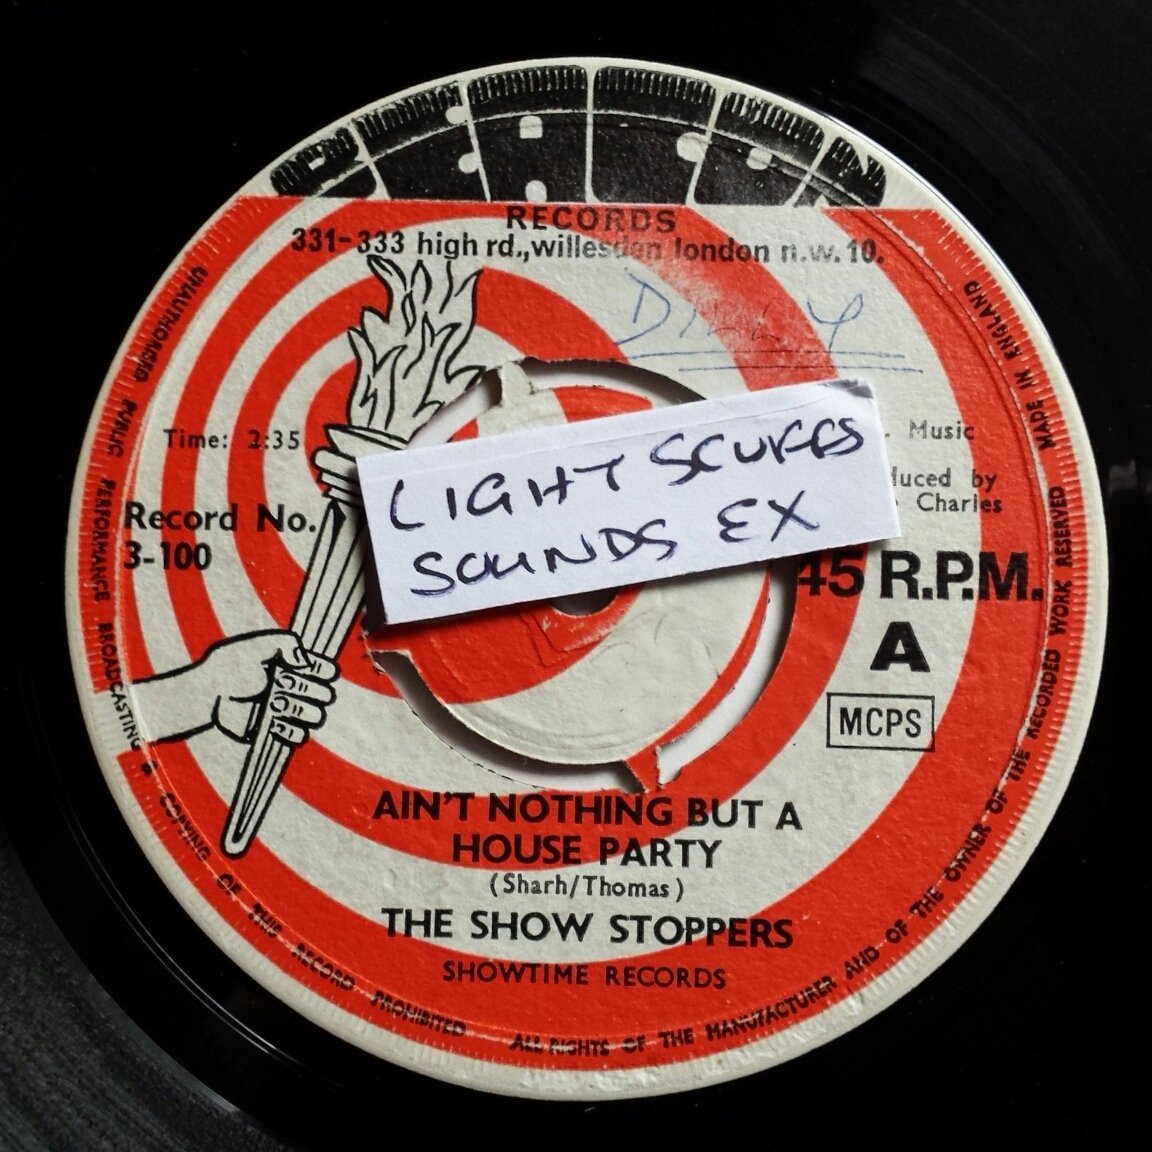 BEACON
RECORDS
331-333 high rd., willesden london n.w. 10.
Time: 2:35
Music
Record No.
3-100
duced by
Charles
LIGHT SCUFFS
SOUNDS EX
45 R.P.M.
A
MCPS
AIN'T NOTHING BUT A
HOUSE PARTY
(Sharh/Thomas)
THE SHOW STOPPERS
SHOWTIME RECORDS
UNAUTHORISED PUBLIC PERFORMANCE BROADCASTING & COPYING OF THIS RECORD PROHIBITED ALL RIGHTS OF THE MANUFACTURER AND OF THE OWNER OF THE RECORDED WORK RESERVED MADE IN ENGLAND